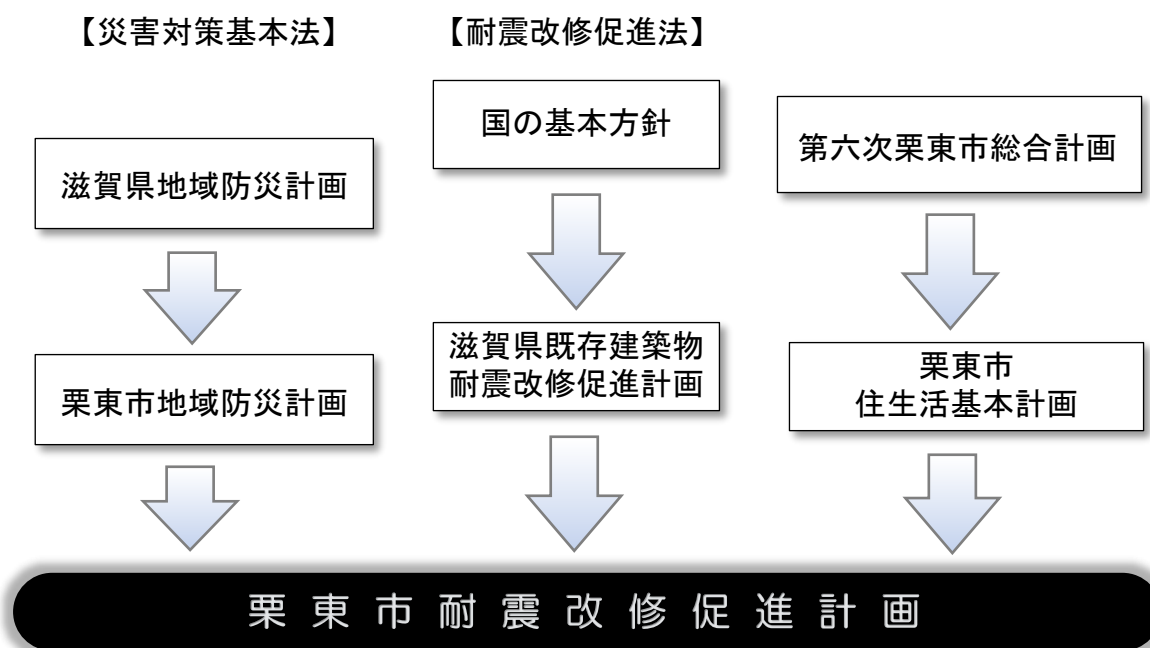 【災害対策基本法】
【耐震改修促進法】
国の基本方針
第六次栗東市総合計画
滋賀県地域防災計画
滋賀県既存建築物
耐震改修促進計画
栗東市
住生活基本計画
栗東市地域防災計画
栗東市耐震改修促進計画